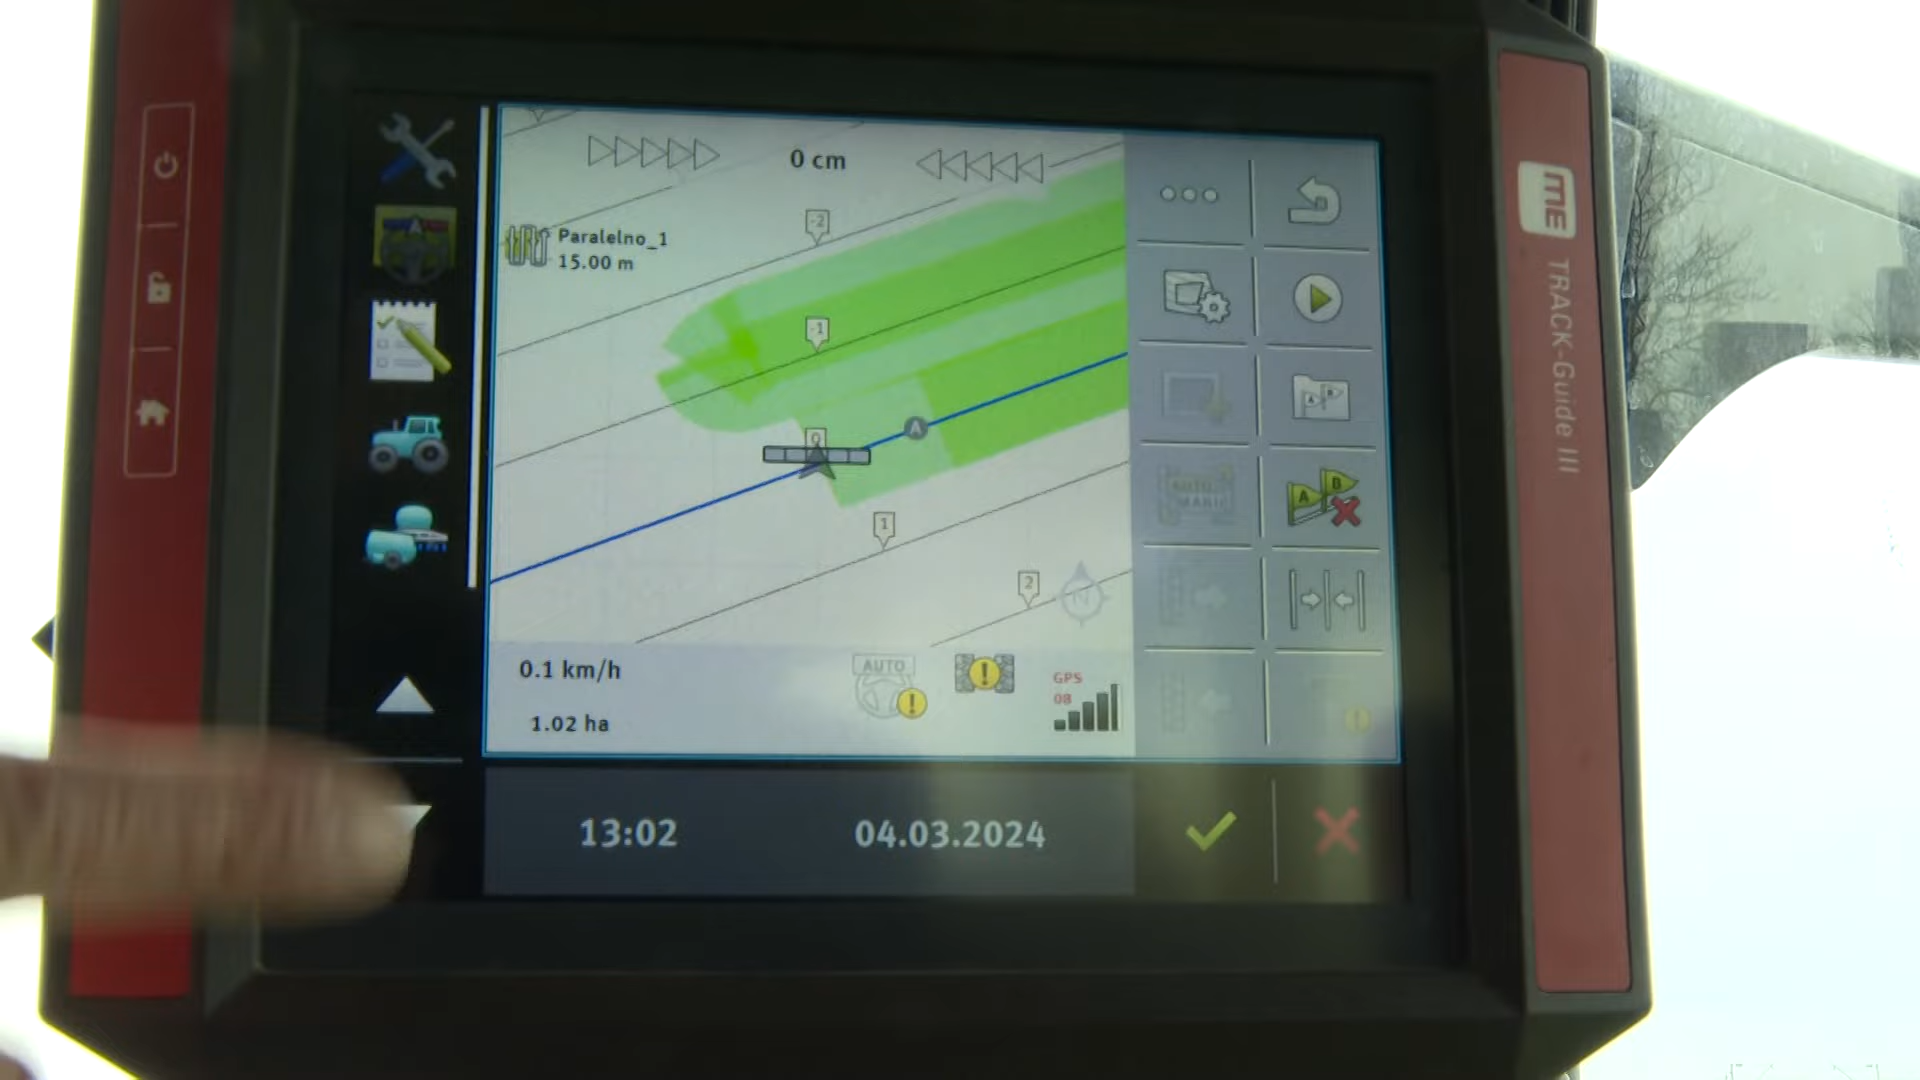 0 cm
-2
Paralelno_1
15.00 m
-1
0
A
1
2
N
0.1 km/h
AUTO
GPS
08
1.02 ha
A B
AUTO
A B
13:02
04.03.2024
ME
TRACK-Guide III